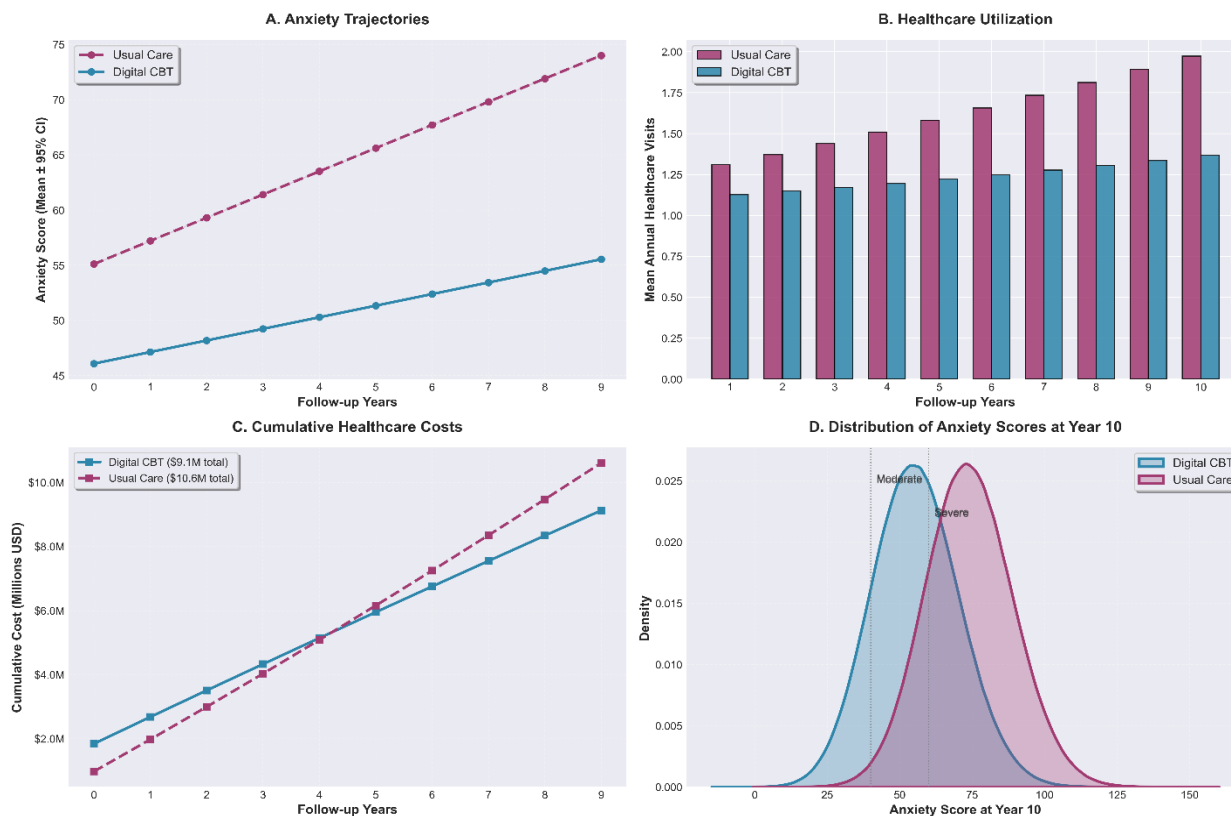 A. Anxiety Trajectories
Usual Care
Digital CBT
75
70
65
60
55
50
45
Anxiety Score (Mean ± 95% CI)
0 1 2 3 4 5 6 7 8 9
Follow-up Years
B. Healthcare Utilization
Usual Care
Digital CBT
2.00
1.75
1.50
1.25
1.00
0.75
0.50
0.25
0.00
Mean Annual Healthcare Visits
1 2 3 4 5 6 7 8 9 10
Follow-up Years
C. Cumulative Healthcare Costs
Digital CBT ($9.1M total)
Usual Care ($10.6M total)
$10.0M
$8.0M
$6.0M
$4.0M
$2.0M
Cumulative Cost (Millions USD)
0 1 2 3 4 5 6 7 8 9
Follow-up Years
D. Distribution of Anxiety Scores at Year 10
Digital CBT
Usual Care
Moderate
Severe
0.025
0.020
0.015
0.010
0.005
0.000
Density
0 25 50 75 100 125 150
Anxiety Score at Year 10